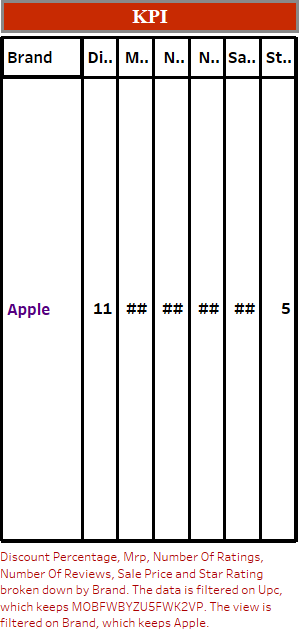 KPI
Brand Di.. M.. N.. N.. Sa.. St..
Apple 11 ## ## ## ## 5
Discount Percentage, Mrp, Number Of Ratings,
Number Of Reviews, Sale Price and Star Rating
broken down by Brand. The data is filtered on Upc,
which keeps MOBFWBYZU5FWK2VP. The view is
filtered on Brand, which keeps Apple.